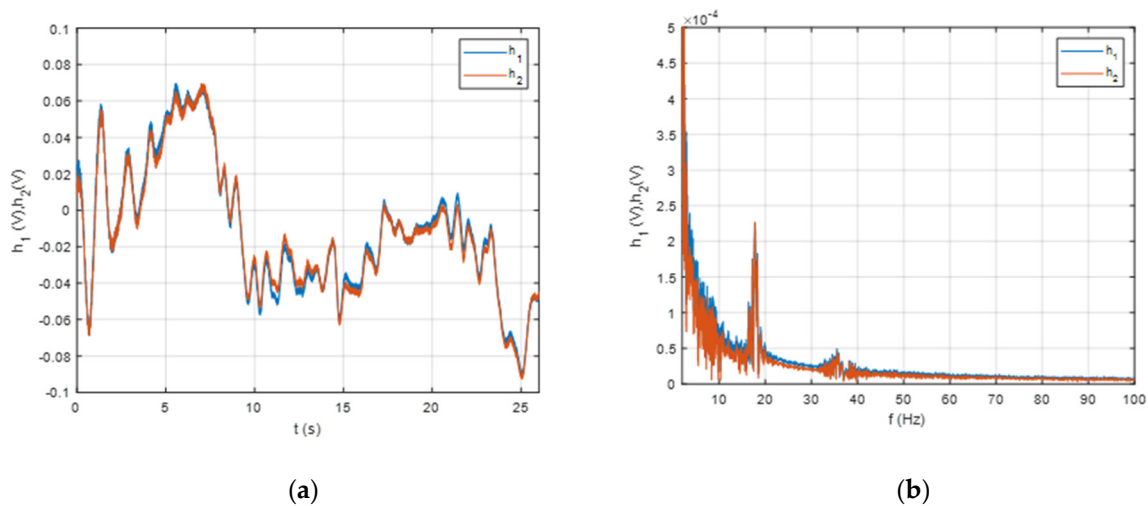 0.1
0.08
0.06
0.04
0.02
0
-0.02
-0.04
-0.06
-0.08
-0.1
h1 (V),h2(V)
0 5 10 15 20 25
t (s)
h1
h2
(a)
×10-4
5
4.5
4
3.5
3
2.5
2
1.5
1
0.5
0
h1 (V),h2(V)
10 20 30 40 50 60 70 80 90 100
f (Hz)
h1
h2
(b)